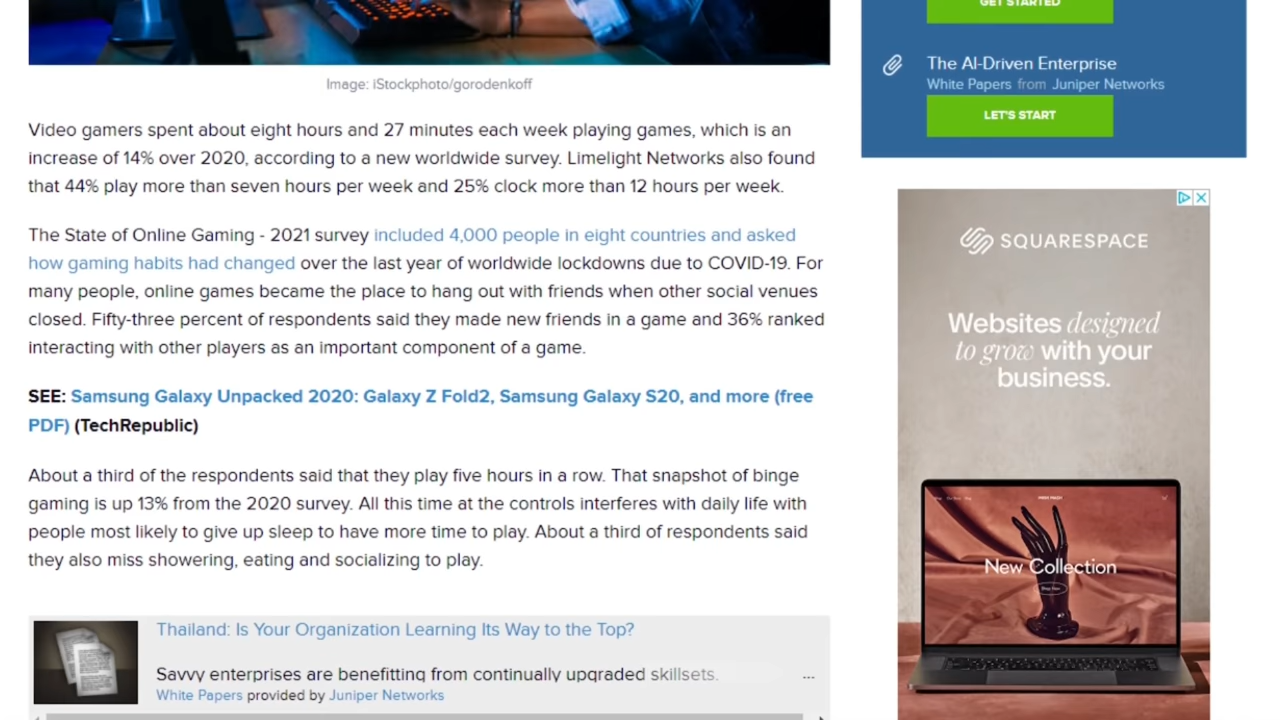 Image: iStockphoto/gorodenkoff
Video gamers spent about eight hours and 27 minutes each week playing games, which is an
increase of 14% over 2020, according to a new worldwide survey. Limelight Networks also found
that 44% play more than seven hours per week and 25% clock more than 12 hours per week.
The State of Online Gaming - 2021 survey included 4,000 people in eight countries and asked
how gaming habits had changed over the last year of worldwide lockdowns due to COVID-19. For
many people, online games became the place to hang out with friends when other social venues
closed. Fifty-three percent of respondents said they made new friends in a game and 36% ranked
interacting with other players as an important component of a game.
SEE: Samsung Galaxy Unpacked 2020: Galaxy Z Fold2, Samsung Galaxy S20, and more (free
PDF) (TechRepublic)
About a third of the respondents said that they play five hours in a row. That snapshot of binge
gaming is up 13% from the 2020 survey. All this time at the controls interferes with daily life with
people most likely to give up sleep to have more time to play. About a third of respondents said
they also miss showering, eating and socializing to play.
Thailand: Is Your Organization Learning Its Way to the Top?
Savvy enterprises are benefitting from continually upgraded skillsets.
...
White Papers provided by Juniper Networks
GET STARTED
The AI-Driven Enterprise
White Papers from Juniper Networks
LET'S START
SQUARESPACE
Websites designed
to grow with your
business.
New Collection
Shop Now